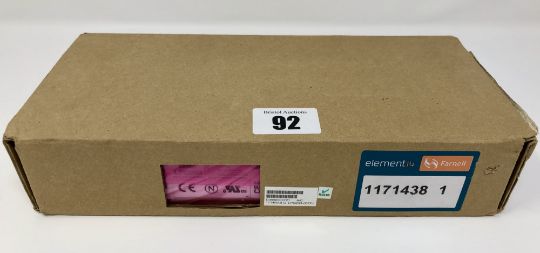 Bristol Auctions
92
element14 Farnell
1171438 1
CE N